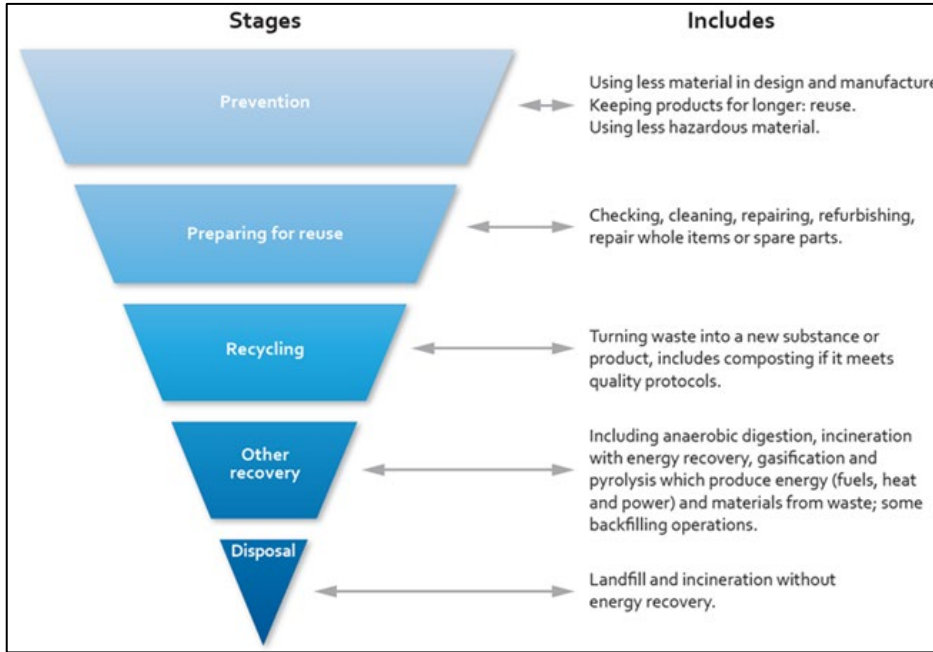 Stages
Includes
Prevention
Using less material in design and manufacture
Keeping products for longer: reuse.
Using less hazardous material.
Preparing for reuse
Checking, cleaning, repairing, refurbishing,
repair whole items or spare parts.
Recycling
Turning waste into a new substance or
product, includes composting if it meets
quality protocols.
Other
recovery
Including anaerobic digestion, incineration
with energy recovery, gasification and
pyrolysis which produce energy (fuels, heat
and power) and materials from waste; some
backfilling operations.
Disposal
Landfill and incineration without
energy recovery.